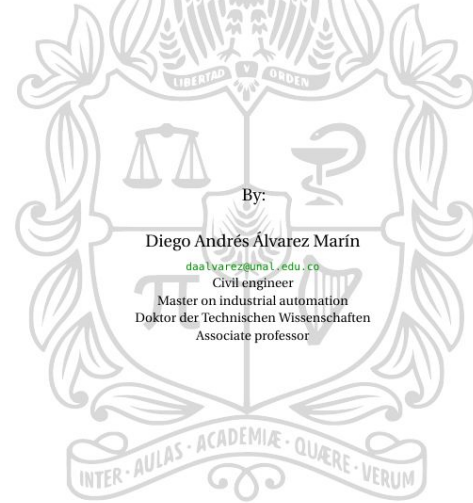 LIBERTAD Y ORDEN
By:
Diego Andrés Álvarez Marín
daalvarez@unal.edu.co
Civil engineer
Master on industrial automation
Doktor der Technischen Wissenschaften
Associate professor
π
INTER · AULAS · ACADEMIÆ · QUÆRE · VERUM